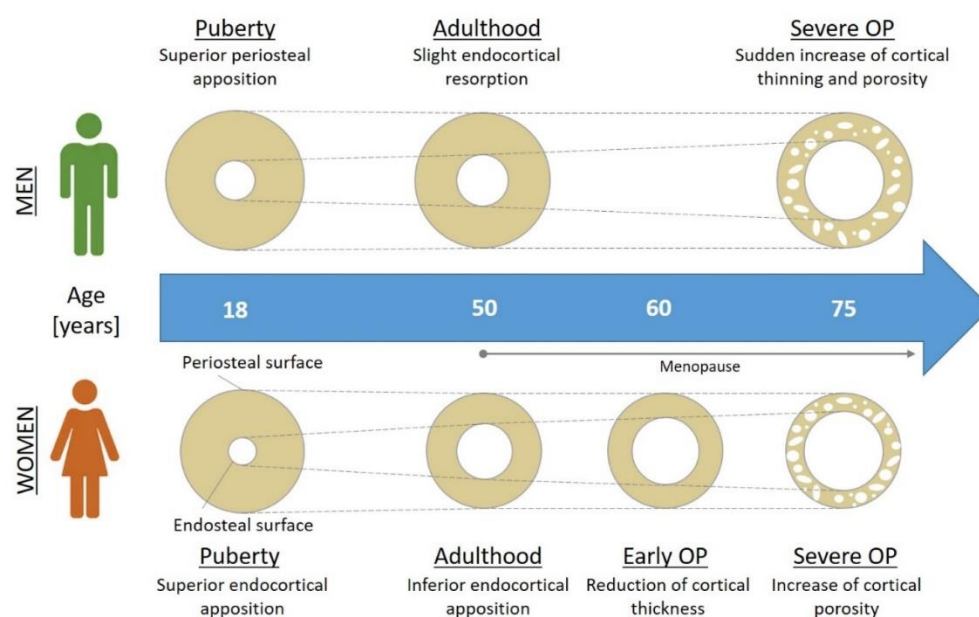 Puberty
Superior periosteal
apposition
Adulthood
Slight endocortical
resorption
Severe OP
Sudden increase of cortical
thinning and porosity
MEN
Age
[years]
18
50
60
75
Menopause
Periosteal surface
WOMEN
Endosteal surface
Puberty
Superior endocortical
apposition
Adulthood
Inferior endocortical
apposition
Early OP
Reduction of cortical
thickness
Severe OP
Increase of cortical
porosity